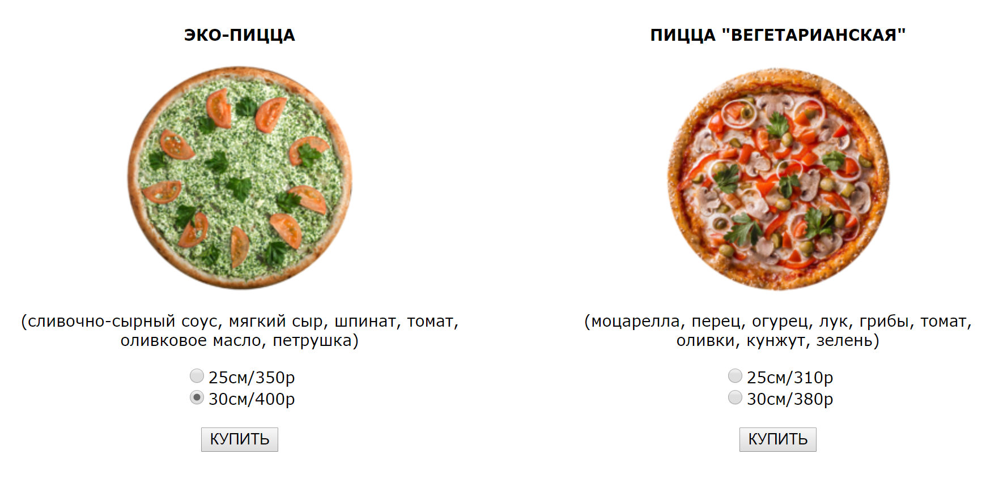 ЭКО-ПИЦЦА
(сливочно-сырный соус, мягкий сыр, шпинат, томат,
оливковое масло, петрушка)
25см/350р
30см/400р
КУПИТЬ
ПИЦЦА "ВЕГЕТАРИАНСКАЯ"
(моцарелла, перец, огурец, лук, грибы, томат,
оливки, кунжут, зелень)
25см/310р
30см/380р
КУПИТЬ